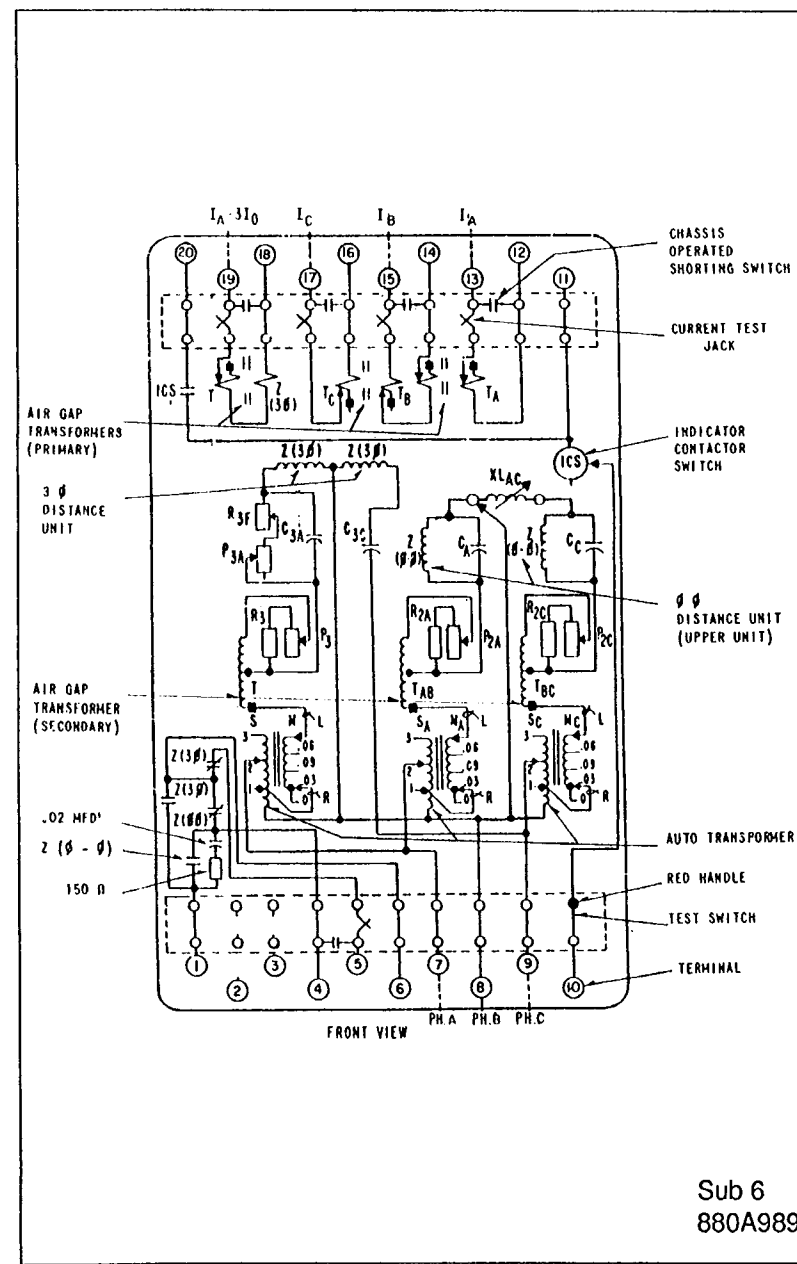 I_A-3I_0 I_C I_B I_A
20 18 16 14 12
19 17 15 13 11
CHASSIS
OPERATED
SHORTING SWITCH
CURRENT TEST
JACK
ICS T Z (3Ø) T_C T_B T_A
AIR GAP
TRANSFORMERS
(PRIMARY)
INDICATOR
CONTACTOR
SWITCH
ICS
Z(3Ø) Z(3Ø)
XL_AC
3 Ø
DISTANCE
UNIT
R_3F C_3A C_3C Z (Ø-Ø) C_A Z (Ø-Ø) C_C
P_3A
Ø Ø
DISTANCE UNIT
(UPPER UNIT)
R_3 P_3 R_2A P_2A R_2C P_2C
AIR GAP
TRANSFORMER
(SECONDARY)
T T_AB T_BC
S M L S_A M_A L S_C M_C L
3 .06 3 .06 3 .06
2 .09 2 .09 2 .09
1 .03 1 .03 1 .03
0 R 0 R 0 R
Z(3Ø)
Z(3Ø)
Z(ØØ)
.02 MFD'
Z (Ø - Ø)
150 Ω
AUTO TRANSFORMER
RED HANDLE
TEST SWITCH
TERMINAL
1 3 5 7 9
2 4 6 8 10
PH.A PH.B PH.C
FRONT VIEW
Sub 6
880A989